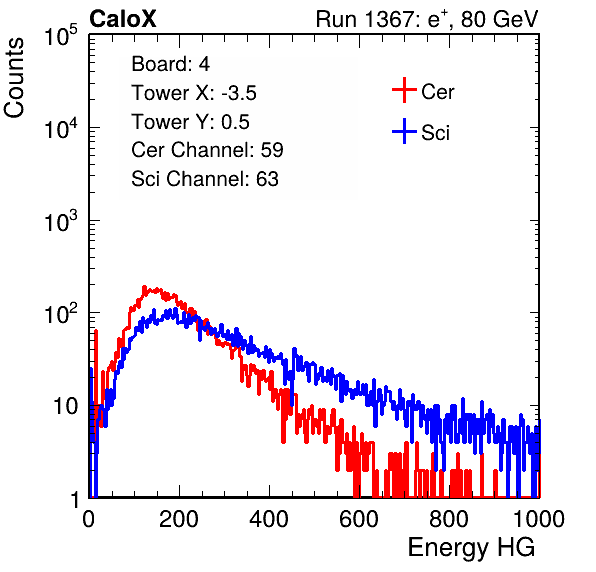 CaloX Run 1367: e⁺, 80 GeV
Counts
Board: 4
Tower X: -3.5
Tower Y: 0.5
Cer Channel: 59
Sci Channel: 63
Cer
Sci
10⁵
10⁴
10³
10²
10
1
0 200 400 600 800 1000
Energy HG